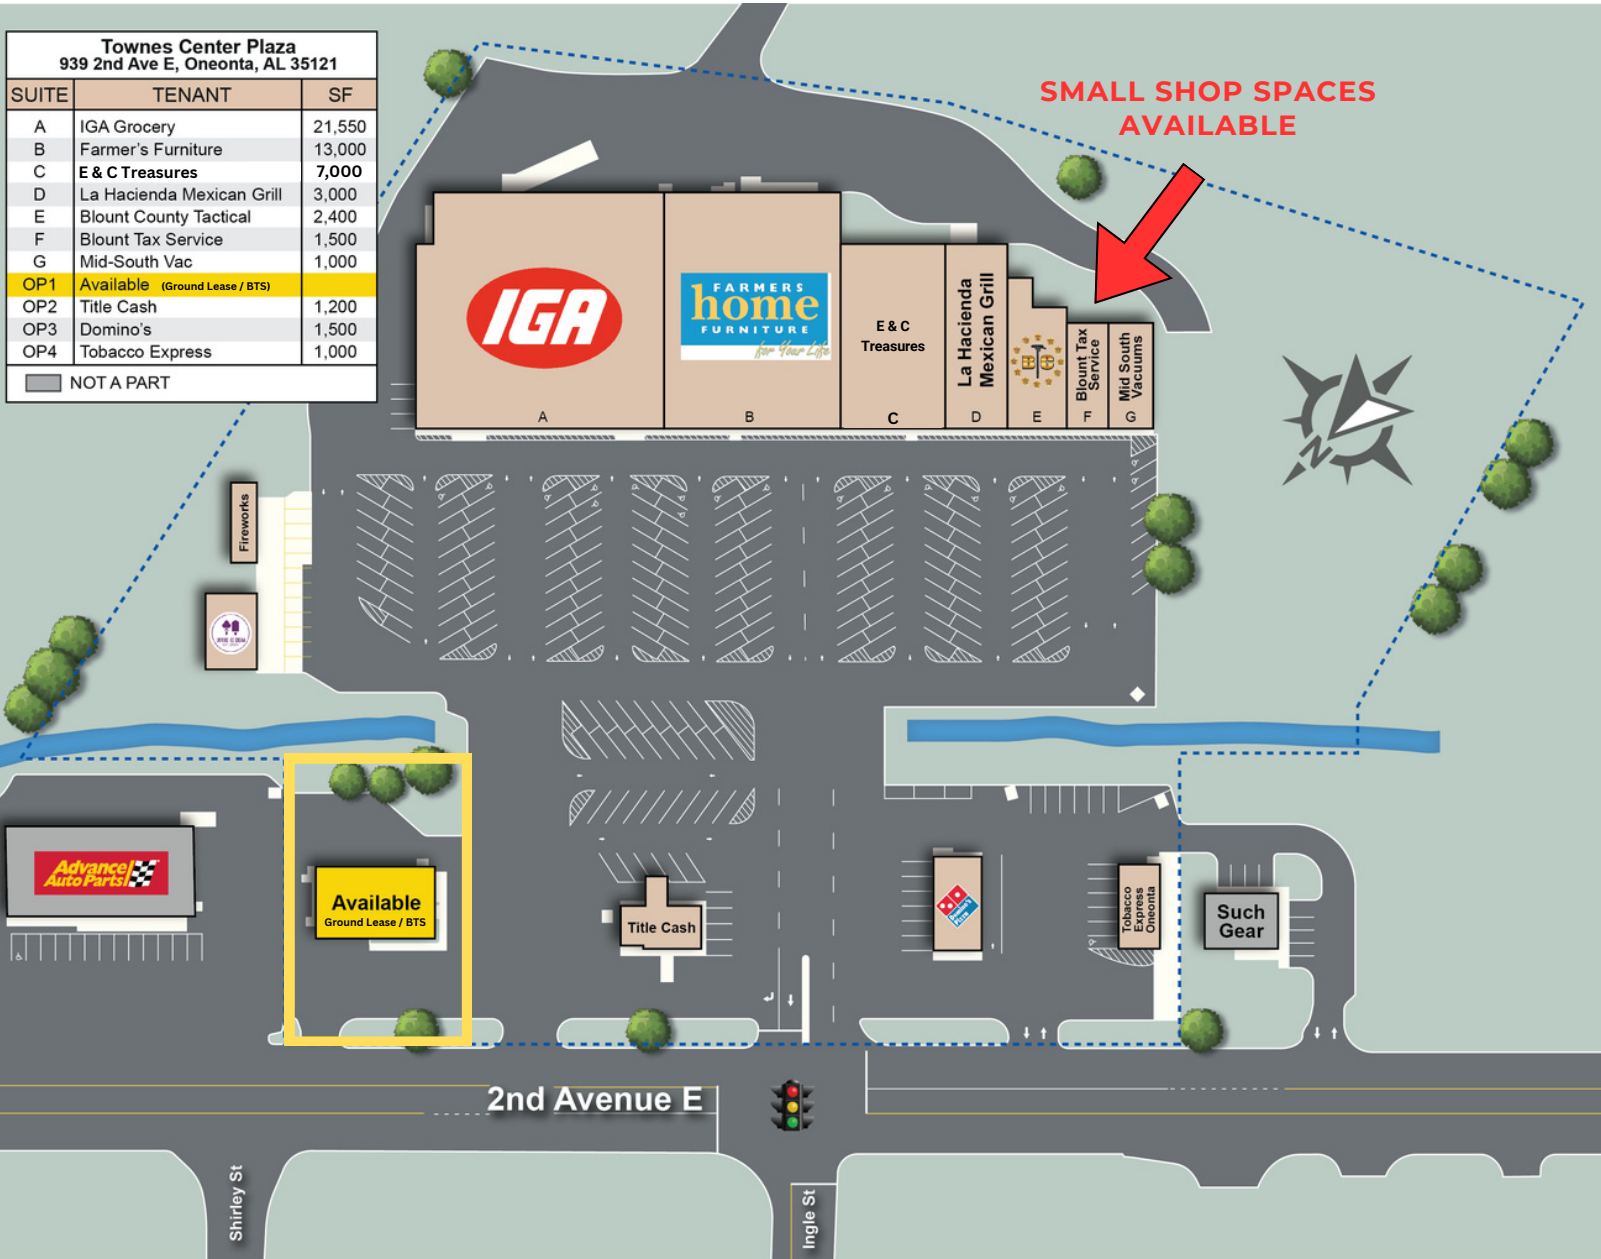 Townes Center Plaza
939 2nd Ave E, Oneonta, AL 35121
SUITE TENANT SF
A IGA Grocery 21,550
B Farmer's Furniture 13,000
C E & C Treasures 7,000
D La Hacienda Mexican Grill 3,000
E Blount County Tactical 2,400
F Blount Tax Service 1,500
G Mid-South Vac 1,000
OP1 Available (Ground Lease / BTS)
OP2 Title Cash 1,200
OP3 Domino's 1,500
OP4 Tobacco Express 1,000
NOT A PART
SMALL SHOP SPACES
AVAILABLE
IGA
A
FARMERS
home
FURNITURE
for Your Life
B
E & C
Treasures
C
La Hacienda
Mexican Grill
D
B S
E
Blount Tax
Service
F
Mid South
Vacuums
G
N
Fireworks
Advance
Auto Parts
Available
Ground Lease / BTS
Title Cash
Domino's
Pizza
Tobacco
Express
Oneonta
Such
Gear
2nd Avenue E
Shirley St
Ingle St